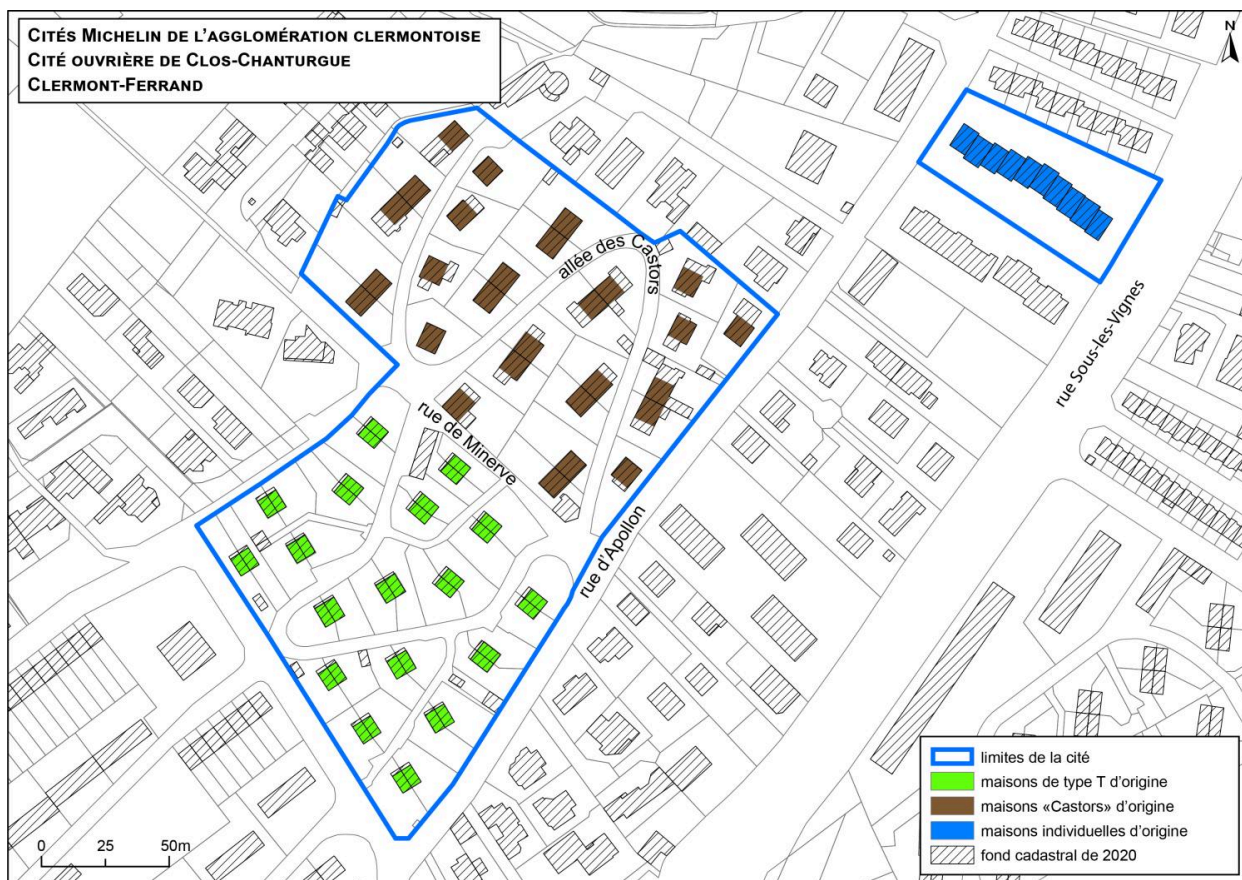 CITÉS MICHELIN DE L'AGGLOMÉRATION CLERMONTOISE
CITÉ OUVRIÈRE DE CLOS-CHANTURGUE
CLERMONT-FERRAND
N
allée des Castors
rue Sous-les-Vignes
rue de Minerve
rue d'Apollon
limites de la cité
maisons de type T d'origine
maisons «Castors» d'origine
maisons individuelles d'origine
fond cadastral de 2020
0 25 50m